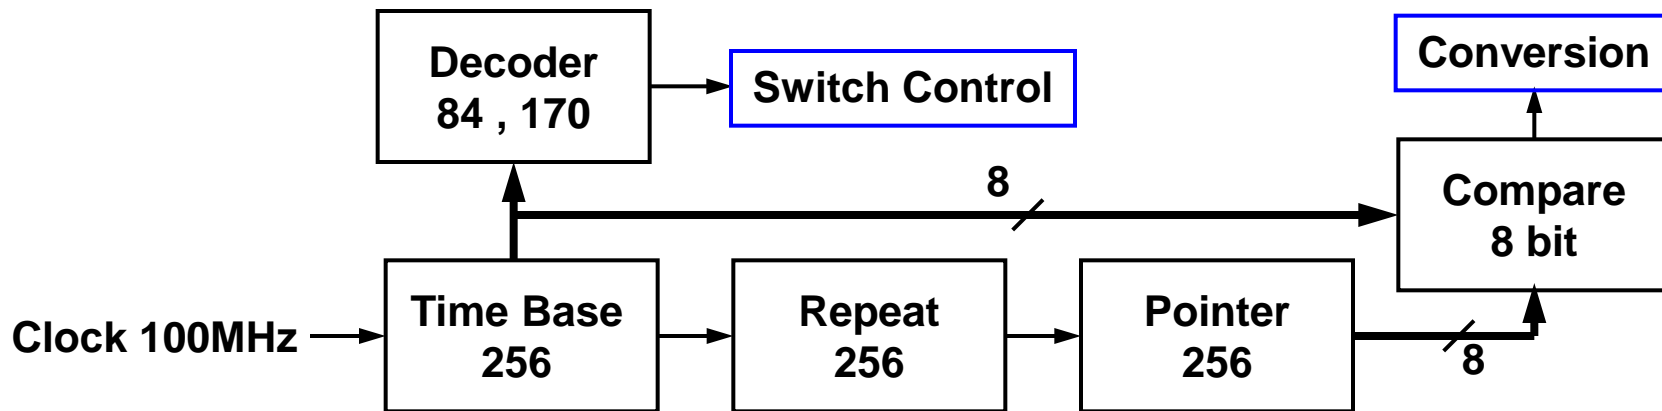 Decoder
84 , 170
Switch Control
Conversion
8
Compare
8 bit
Clock 100MHz
Time Base
256
Repeat
256
Pointer
256
8